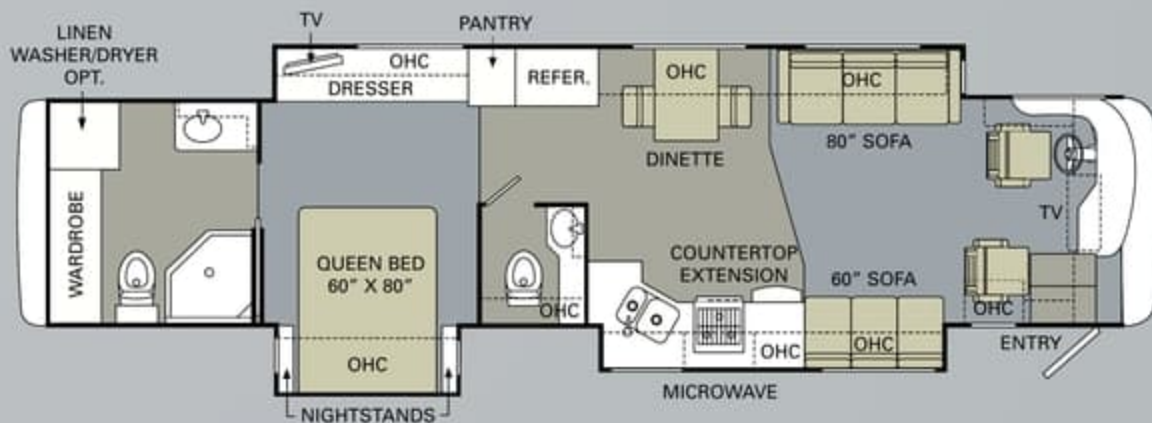 LINEN
WASHER/DRYER
OPT.
TV
PANTRY
OHC
DRESSER
REFER.
OHC
DINETTE
OHC
80" SOFA
WARDROBE
QUEEN BED
60" X 80"
OHC
NIGHTSTANDS
OHC
COUNTERTOP
EXTENSION
OHC
MICROWAVE
60" SOFA
OHC
TV
OHC
ENTRY